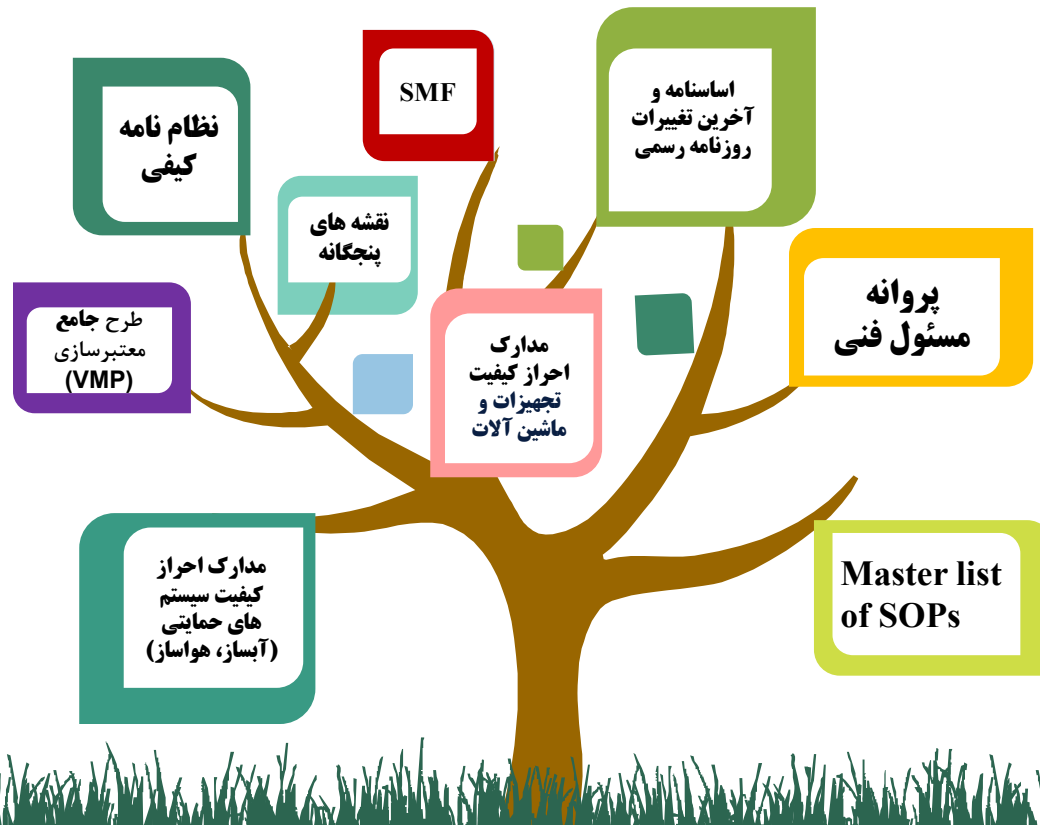 نظام نامه
کیفی
SMF
اساسنامه و
آخرین تغییرات
روزنامه رسمی
نقشه های
پنجگانه
پروانه
مسئول فنی
طرح جامع
معتبرسازی
(VMP)
مدارک
احراز کیفیت
تجهیزات و
ماشین آلات
مدارک احراز
کیفیت سیستم
های حمایتی
(آبساز، هواساز)
Master list
of SOPs